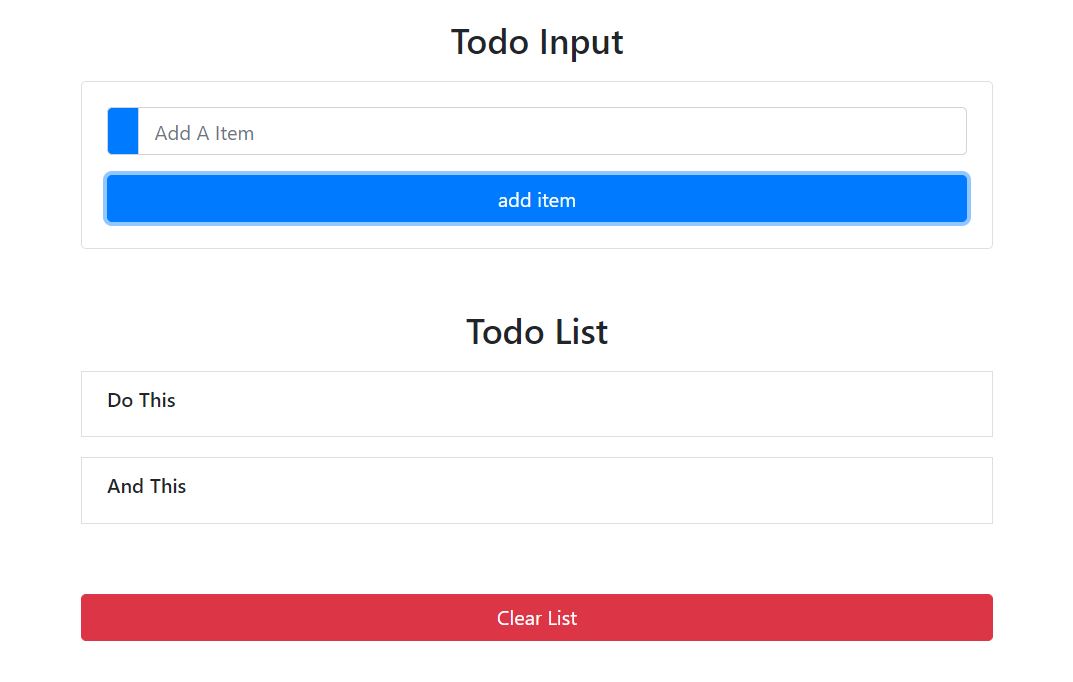 Todo Input
Add A Item
add item
Todo List
Do This
And This
Clear List